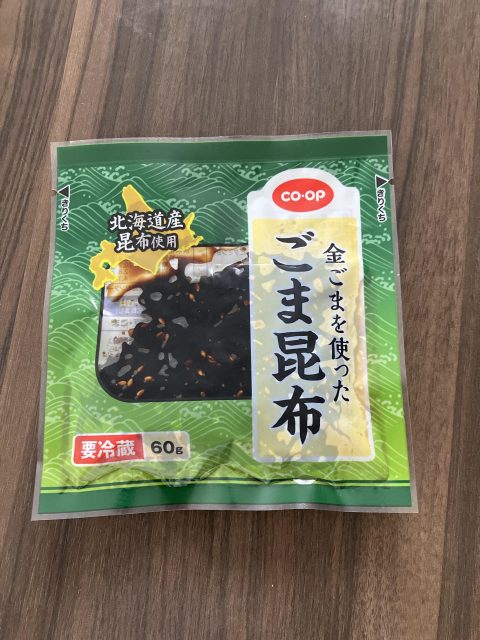 co·op
北海道産
昆布使用
金ごまを使った
ごま昆布
きりくち
きりくち
要冷蔵
60g